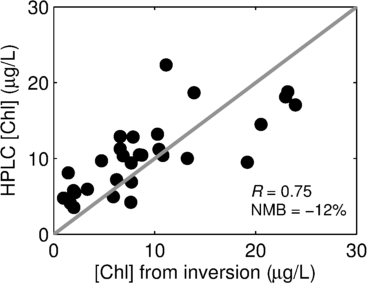 HPLC [Chl] (μg/L)
30
20
10
0
R = 0.75
NMB = −12%
0 10 20 30
[Chl] from inversion (μg/L)